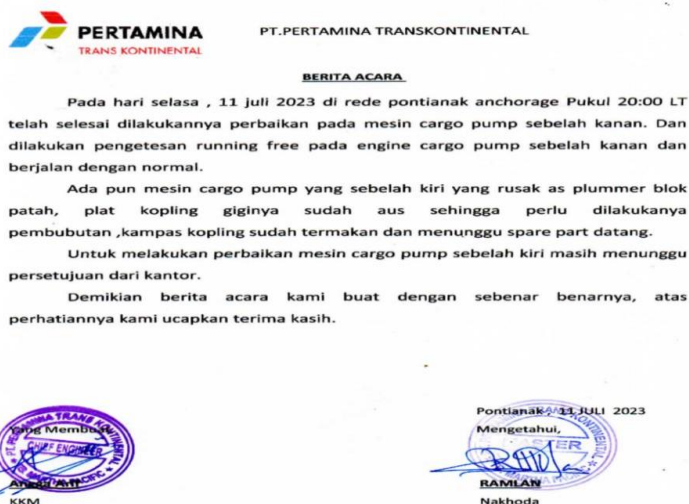 PERTAMINA
TRANS KONTINENTAL
PT.PERTAMINA TRANSKONTINENTAL
BERITA ACARA
Pada hari selasa , 11 juli 2023 di rede pontianak anchorage Pukul 20:00 LT
telah selesai dilakukannya perbaikan pada mesin cargo pump sebelah kanan. Dan
dilakukan pengetesan running free pada engine cargo pump sebelah kanan dan
berjalan dengan normal.
Ada pun mesin cargo pump yang sebelah kiri yang rusak as plummer blok
patah, plat kopling giginya sudah aus sehingga perlu dilakukanya
pembubutan ,kampas kopling sudah termakan dan menunggu spare part datang.
Untuk melakukan perbaikan mesin cargo pump sebelah kiri masih menunggu
persetujuan dari kantor.
Demikian berita acara kami buat dengan sebenar benarnya, atas
perhatiannya kami ucapkan terima kasih.
Pontianak, 11 JULI 2023
Yang Membuat
Mengetahui,
CHIEF ENGINEER
RAMLAN
KKM
Nakhoda